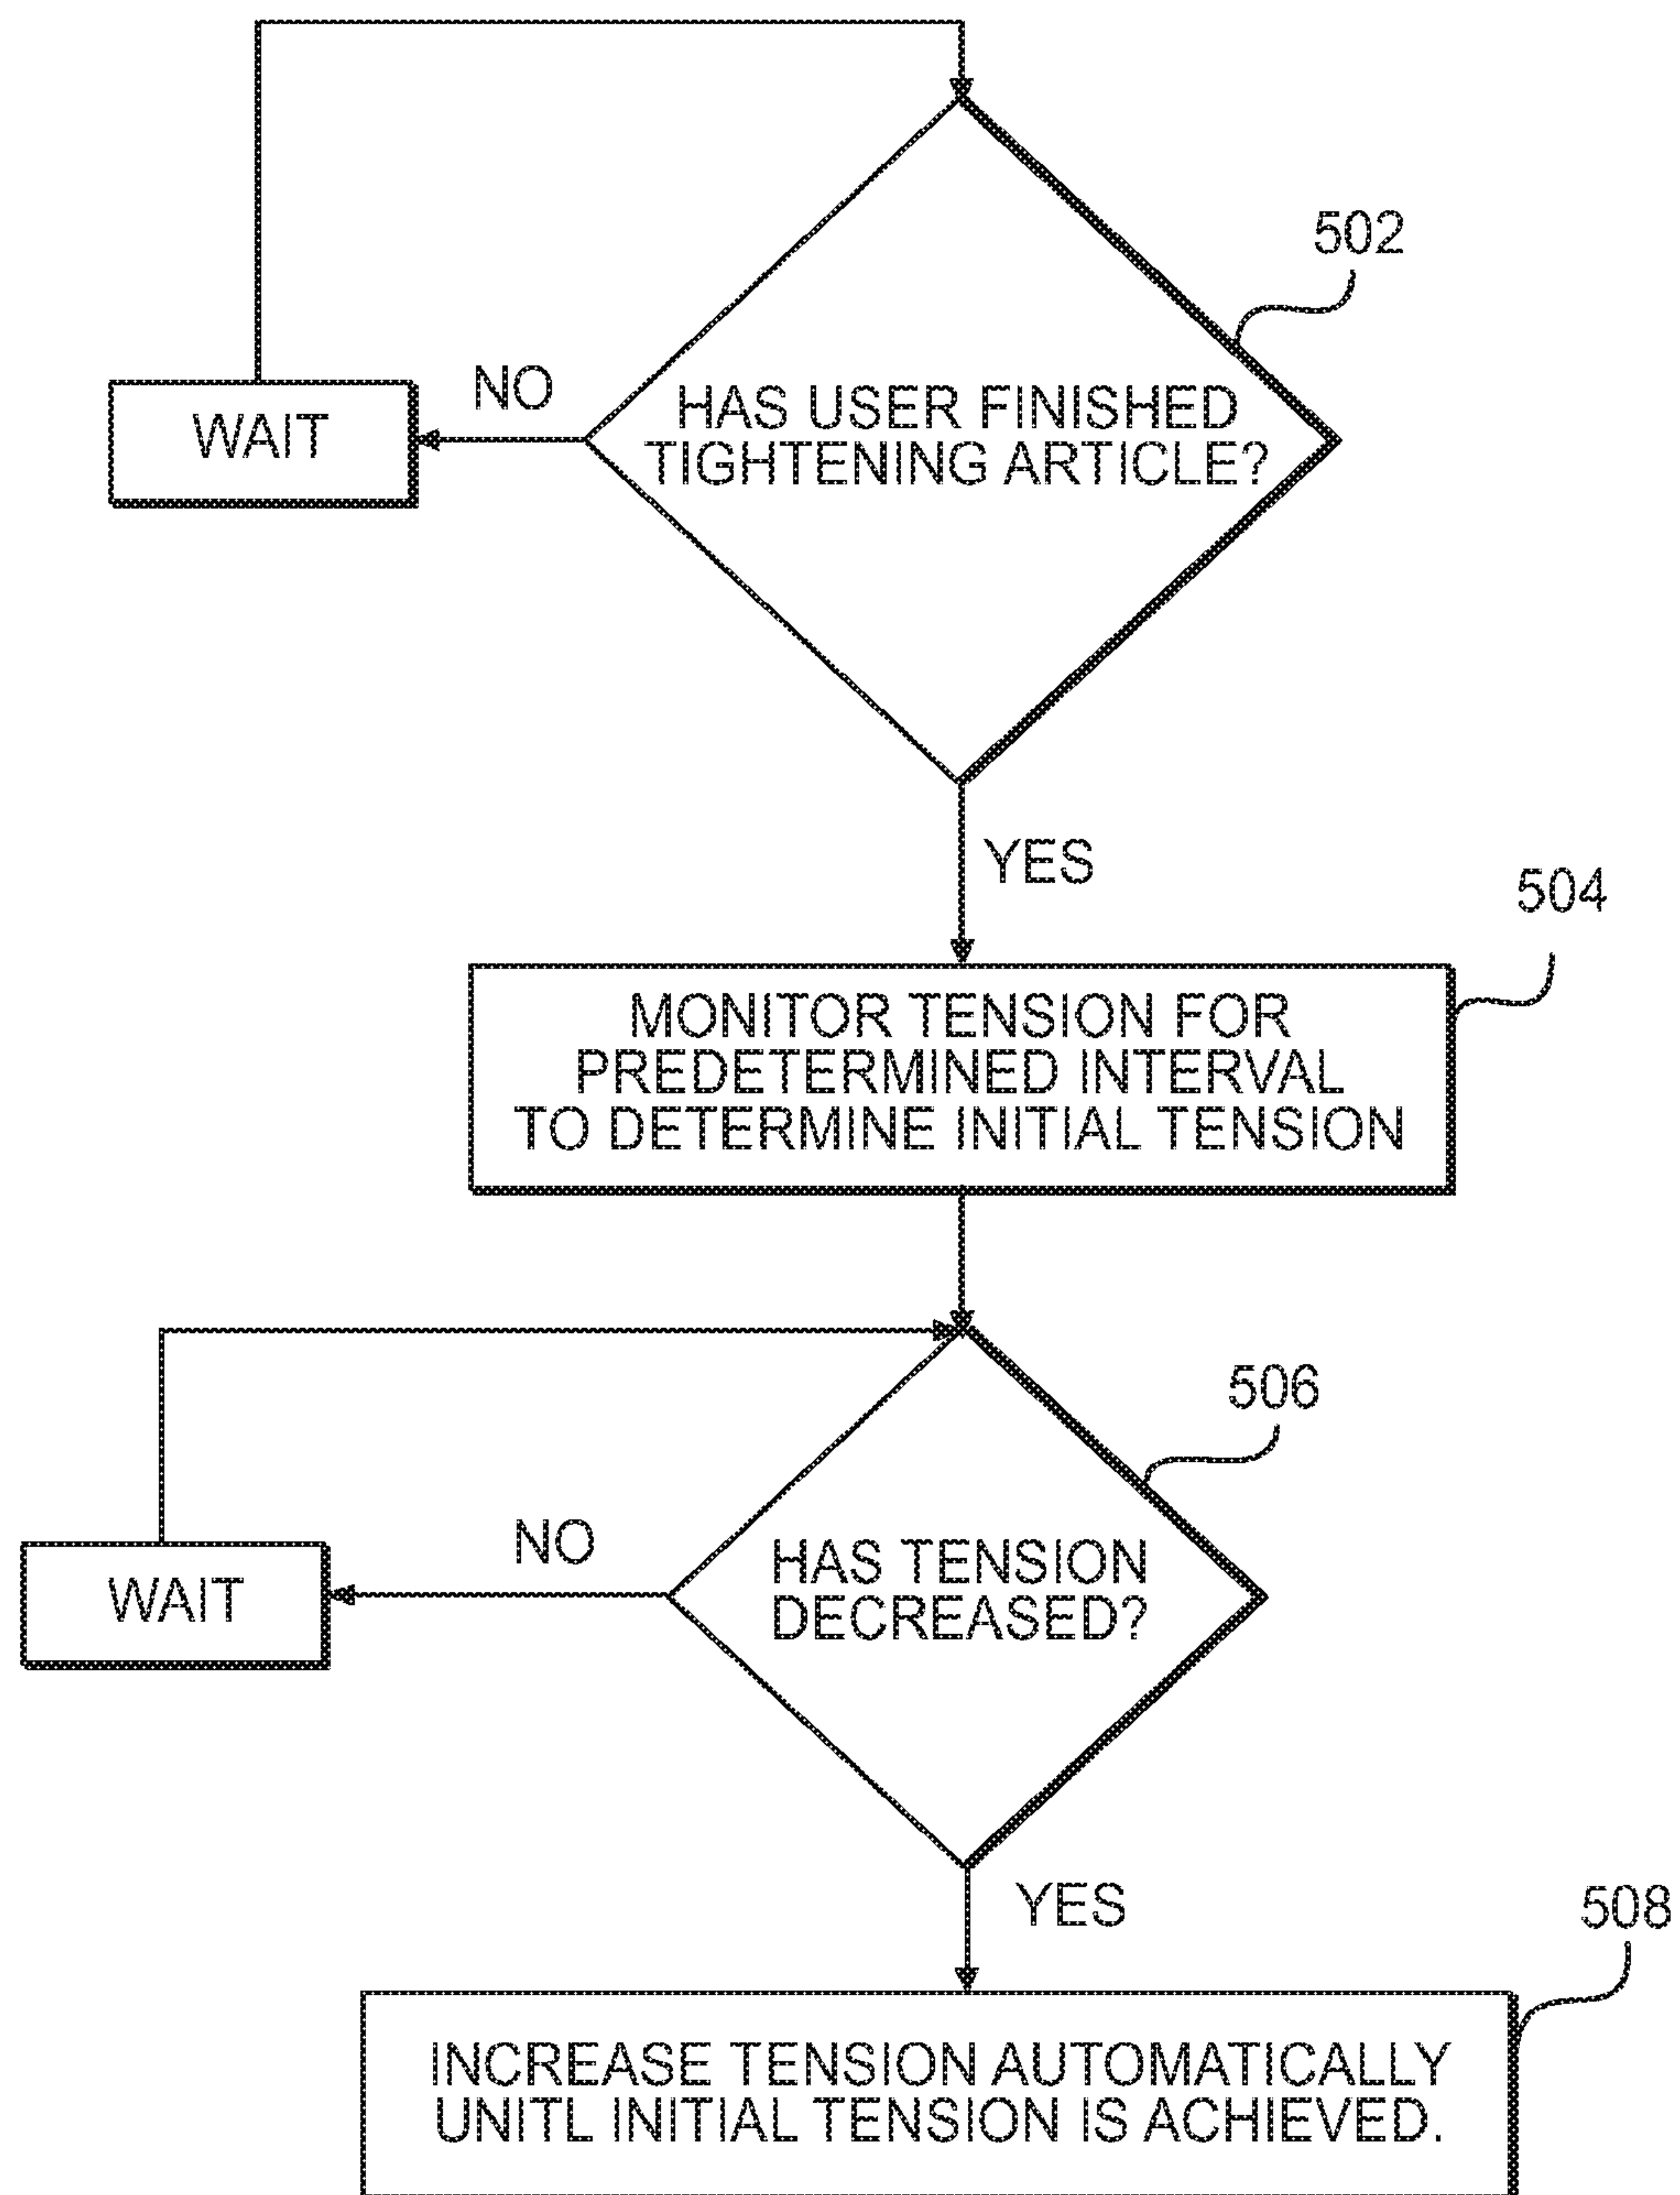 502
HAS USER FINISHED
TIGHTENING ARTICLE?
NO
WAIT
YES
504
MONITOR TENSION FOR
PREDETERMINED INTERVAL
TO DETERMINE INITIAL TENSION
506
HAS TENSION
DECREASED?
NO
WAIT
YES
508
INCREASE TENSION AUTOMATICALLY
UNITL INITIAL TENSION IS ACHIEVED.